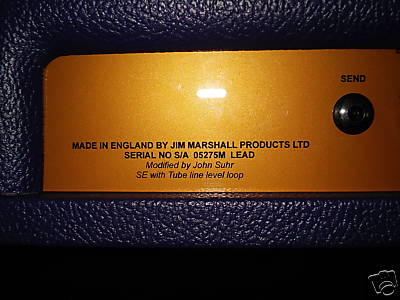 SEND
MADE IN ENGLAND BY JIM MARSHALL PRODUCTS LTD
SERIAL NO S/A 05275M LEAD
Modified by John Suhr
SE with Tube line level loop